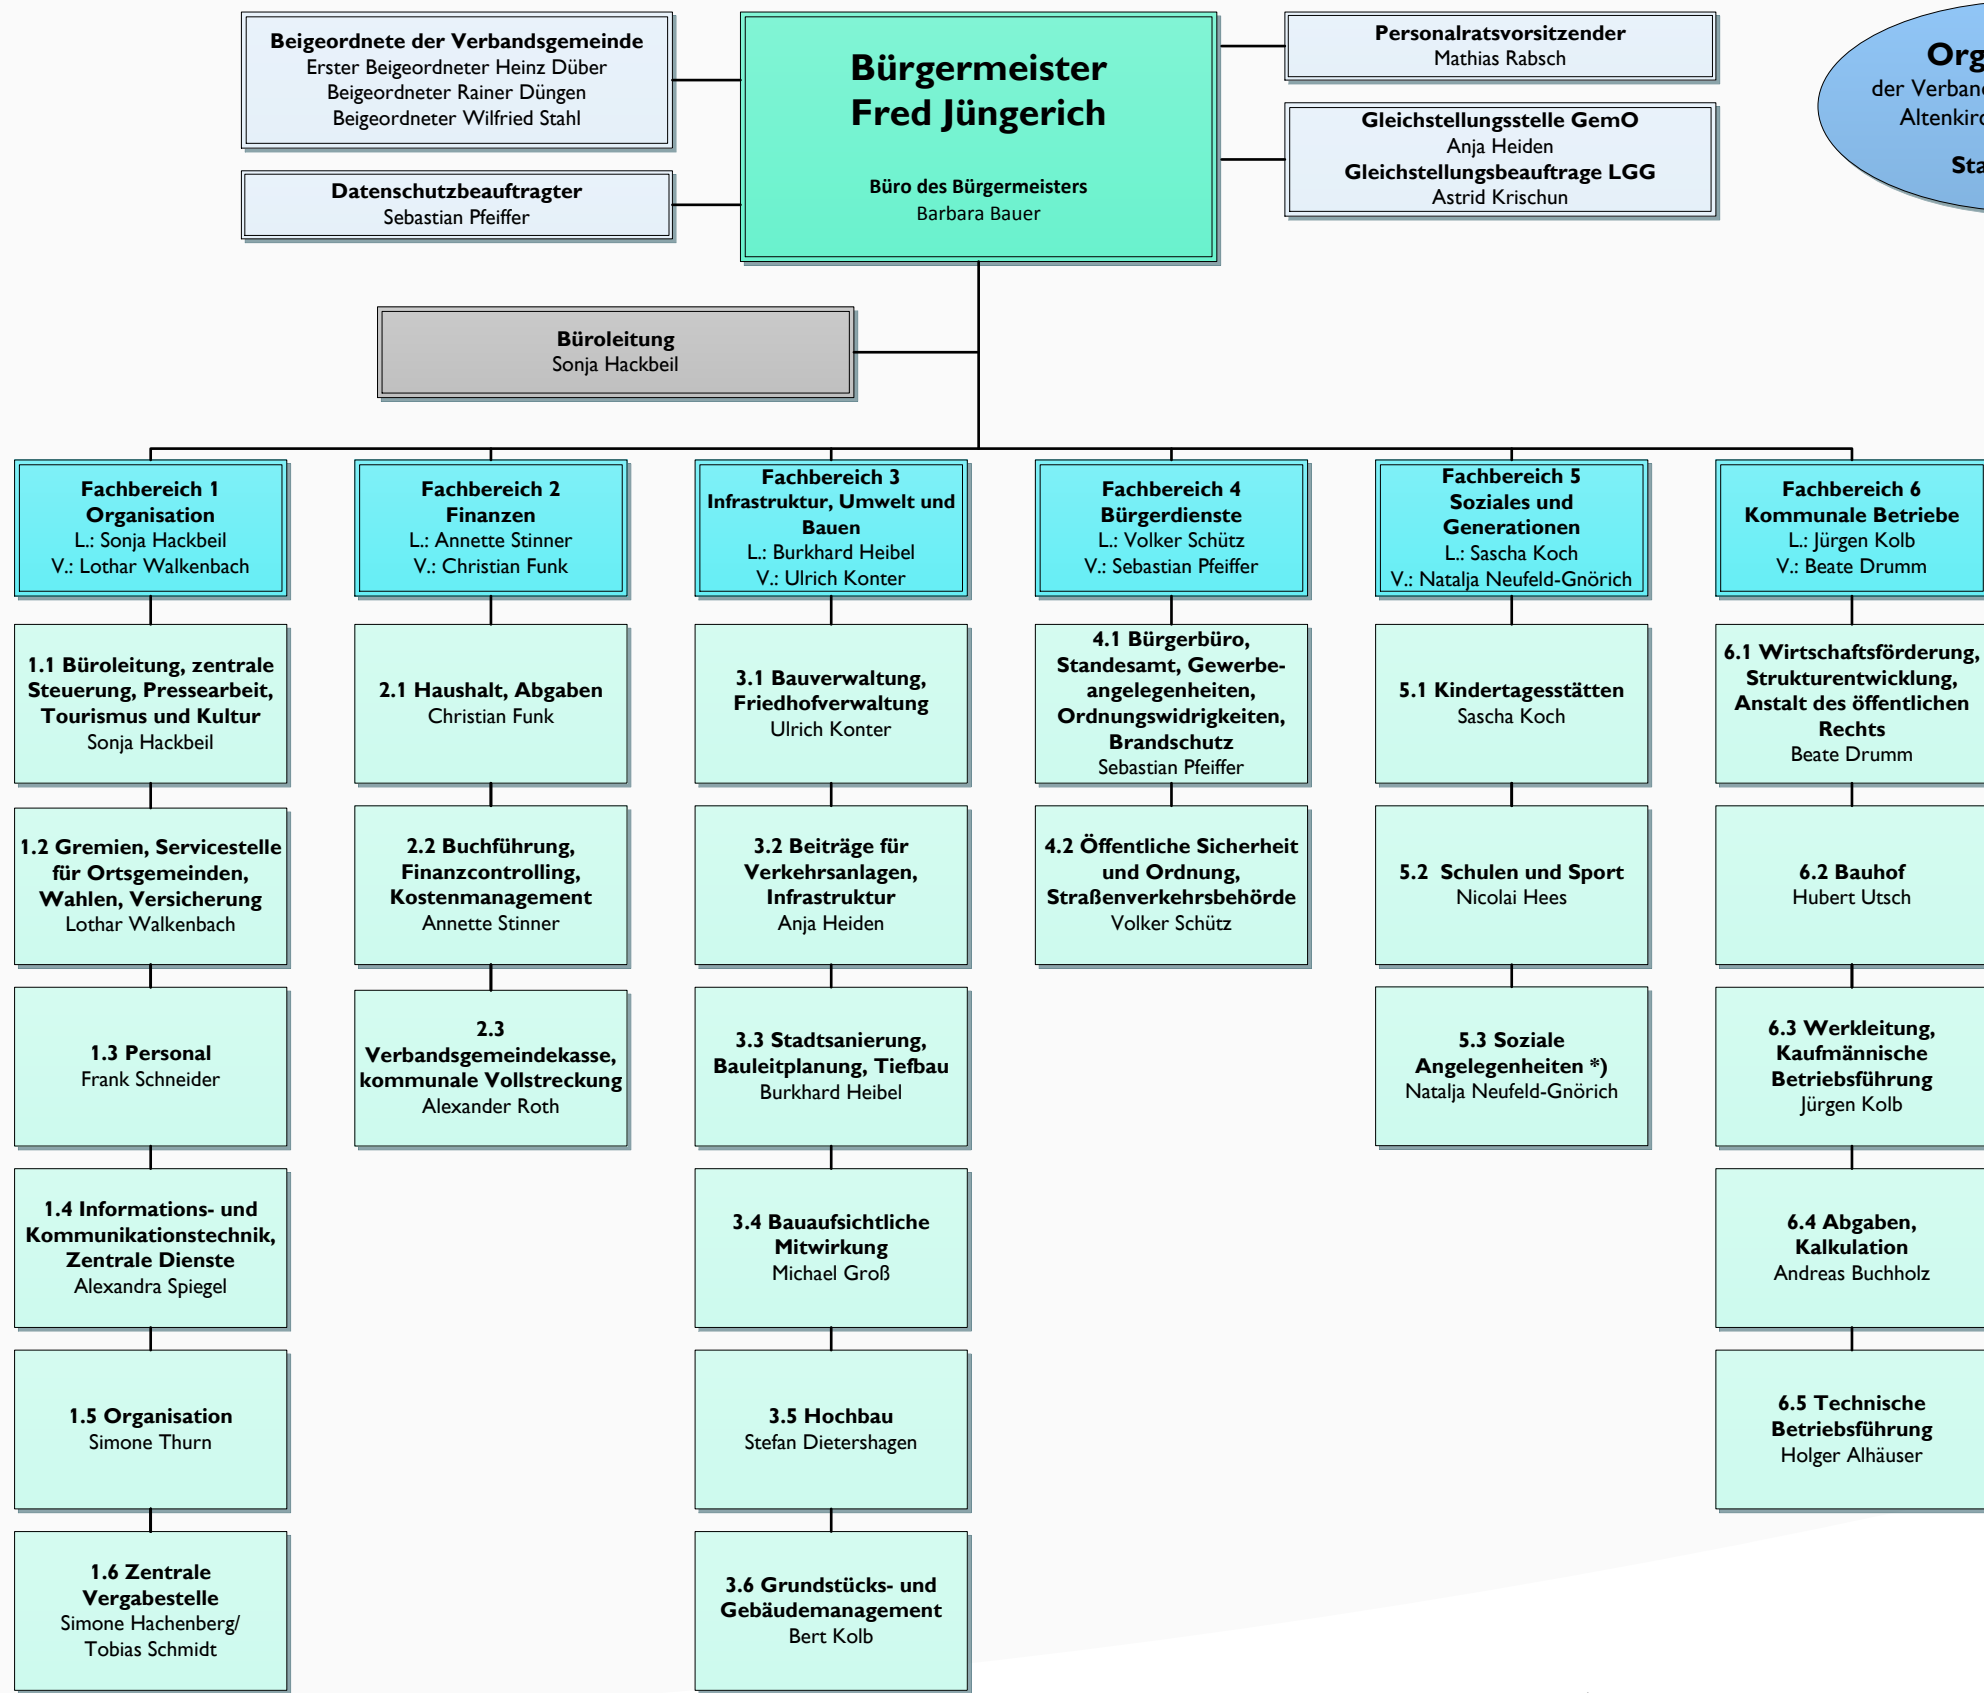 Beigeordnete der Verbandsgemeinde
Erster Beigeordneter Heinz Düber
Beigeordneter Rainer Düngen
Beigeordneter Wilfried Stahl
Datenschutzbeauftragter
Sebastian Pfeiffer
Bürgermeister
Fred Jüngerich
Büro des Bürgermeisters
Barbara Bauer
Personalratsvorsitzender
Mathias Rabsch
Gleichstellungsstelle GemO
Anja Heiden
Gleichstellungsbeauftrage LGG
Astrid Krischun
der
Büroleitung
Sonja Hackbeil
Fachbereich 1
Organisation
L.: Sonja Hackbeil
V.: Lothar Walkenbach
1.1 Büroleitung, zentrale
Steuerung, Pressearbeit,
Tourismus und Kultur
Sonja Hackbeil
1.2 Gremien, Servicestelle
für Ortsgemeinden,
Wahlen, Versicherung
Lothar Walkenbach
1.3 Personal
Frank Schneider
1.4 Informations- und
Kommunikationstechnik,
Zentrale Dienste
Alexandra Spiegel
1.5 Organisation
Simone Thurn
1.6 Zentrale
Vergabestelle
Simone Hachenberg/
Tobias Schmidt
Fachbereich 2
Finanzen
L.: Annette Stinner
V.: Christian Funk
2.1 Haushalt, Abgaben
Christian Funk
2.2 Buchführung,
Finanzcontrolling,
Kostenmanagement
Annette Stinner
2.3
Verbandsgemeindekasse,
kommunale Vollstreckung
Alexander Roth
Fachbereich 3
Infrastruktur, Umwelt und
Bauen
L.: Burkhard Heibel
V.: Ulrich Konter
3.1 Bauverwaltung,
Friedhofverwaltung
Ulrich Konter
3.2 Beiträge für
Verkehrsanlagen,
Infrastruktur
Anja Heiden
3.3 Stadtsanierung,
Bauleitplanung, Tiefbau
Burkhard Heibel
3.4 Bauaufsichtliche
Mitwirkung
Michael Groß
3.5 Hochbau
Stefan Dietershagen
3.6 Grundstücks- und
Gebäudemanagement
Bert Kolb
Fachbereich 4
Bürgerdienste
L.: Volker Schütz
V.: Sebastian Pfeiffer
4.1 Bürgerbüro,
Standesamt, Gewerbe-
angelegenheiten,
Ordnungswidrigkeiten,
Brandschutz
Sebastian Pfeiffer
4.2 Öffentliche Sicherheit
und Ordnung,
Straßenverkehrsbehörde
Volker Schütz
Fachbereich 5
Soziales und
Generationen
L.: Sascha Koch
V.: Natalja Neufeld-Gnörich
5.1 Kindertagesstätten
Sascha Koch
5.2 Schulen und Sport
Nicolai Hees
5.3 Soziale
Angelegenheiten *)
Natalja Neufeld-Gnörich
Fachbereich 6
Kommunale Betriebe
L.: Jürgen Kolb
V.: Beate Drumm
6.1 Wirtschaftsförderung,
Strukturentwicklung,
Anstalt des öffentlichen
Rechts
Beate Drumm
6.2 Bauhof
Hubert Utsch
6.3 Werkleitung,
Kaufmännische
Betriebsführung
Jürgen Kolb
6.4 Abgaben,
Kalkulation
Andreas Buchholz
6.5 Technische
Betriebsführung
Holger Alhäuser